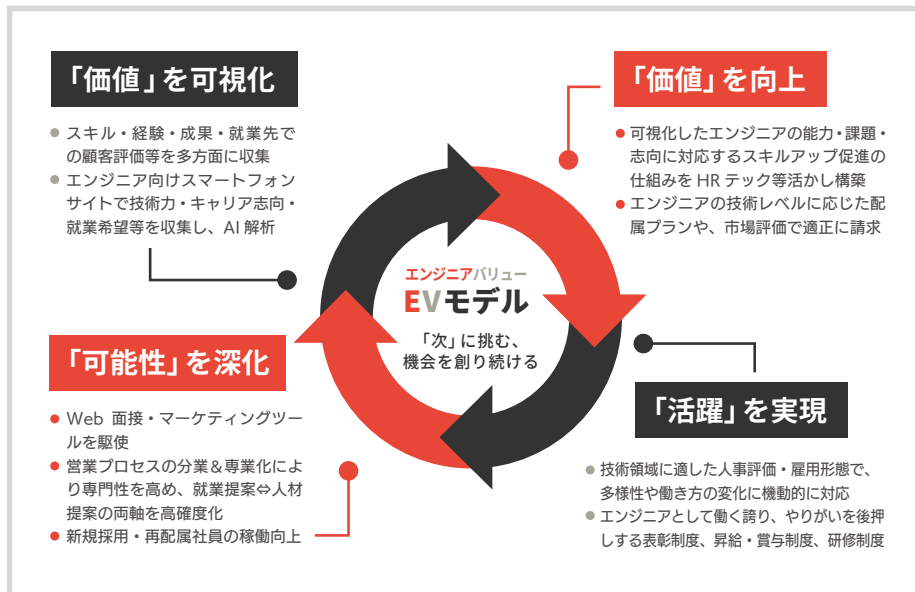 「価値」を可視化
スキル・経験・成果・就業先で
の顧客評価等を多方面に収集
エンジニア向けスマートフォン
サイトで技術力・キャリア志向・
就業希望等を収集し、AI 解析
「価値」を向上
可視化したエンジニアの能力・課題・
志向に対応するスキルアップ促進の
仕組みを HR テック等活かし構築
エンジニアの技術レベルに応じた配
属プランや、市場評価で適正に請求
エンジニアバリュー
EVモデル
「次」に挑む、
機会を創り続ける
「可能性」を深化
Web 面接・マーケティングツー
ルを駆使
営業プロセスの分業&専業化によ
り専門性を高め、就業提案⇔人材
提案の両軸を高確度化
新規採用・再配属社員の稼働向上
「活躍」を実現
技術領域に適した人事評価・雇用形態で、
多様性や働き方の変化に機動的に対応
エンジニアとして働く誇り、やりがいを後押
しする表彰制度、昇給・賞与制度、研修制度